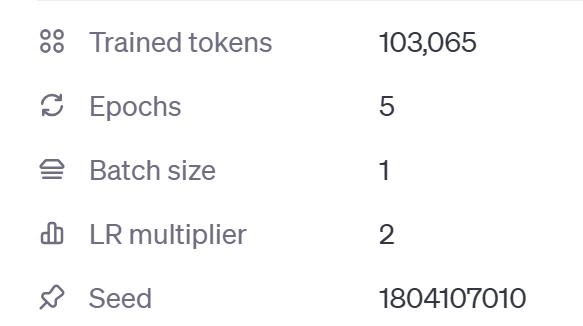 Trained tokens 103,065
Epochs 5
Batch size 1
LR multiplier 2
Seed 1804107010